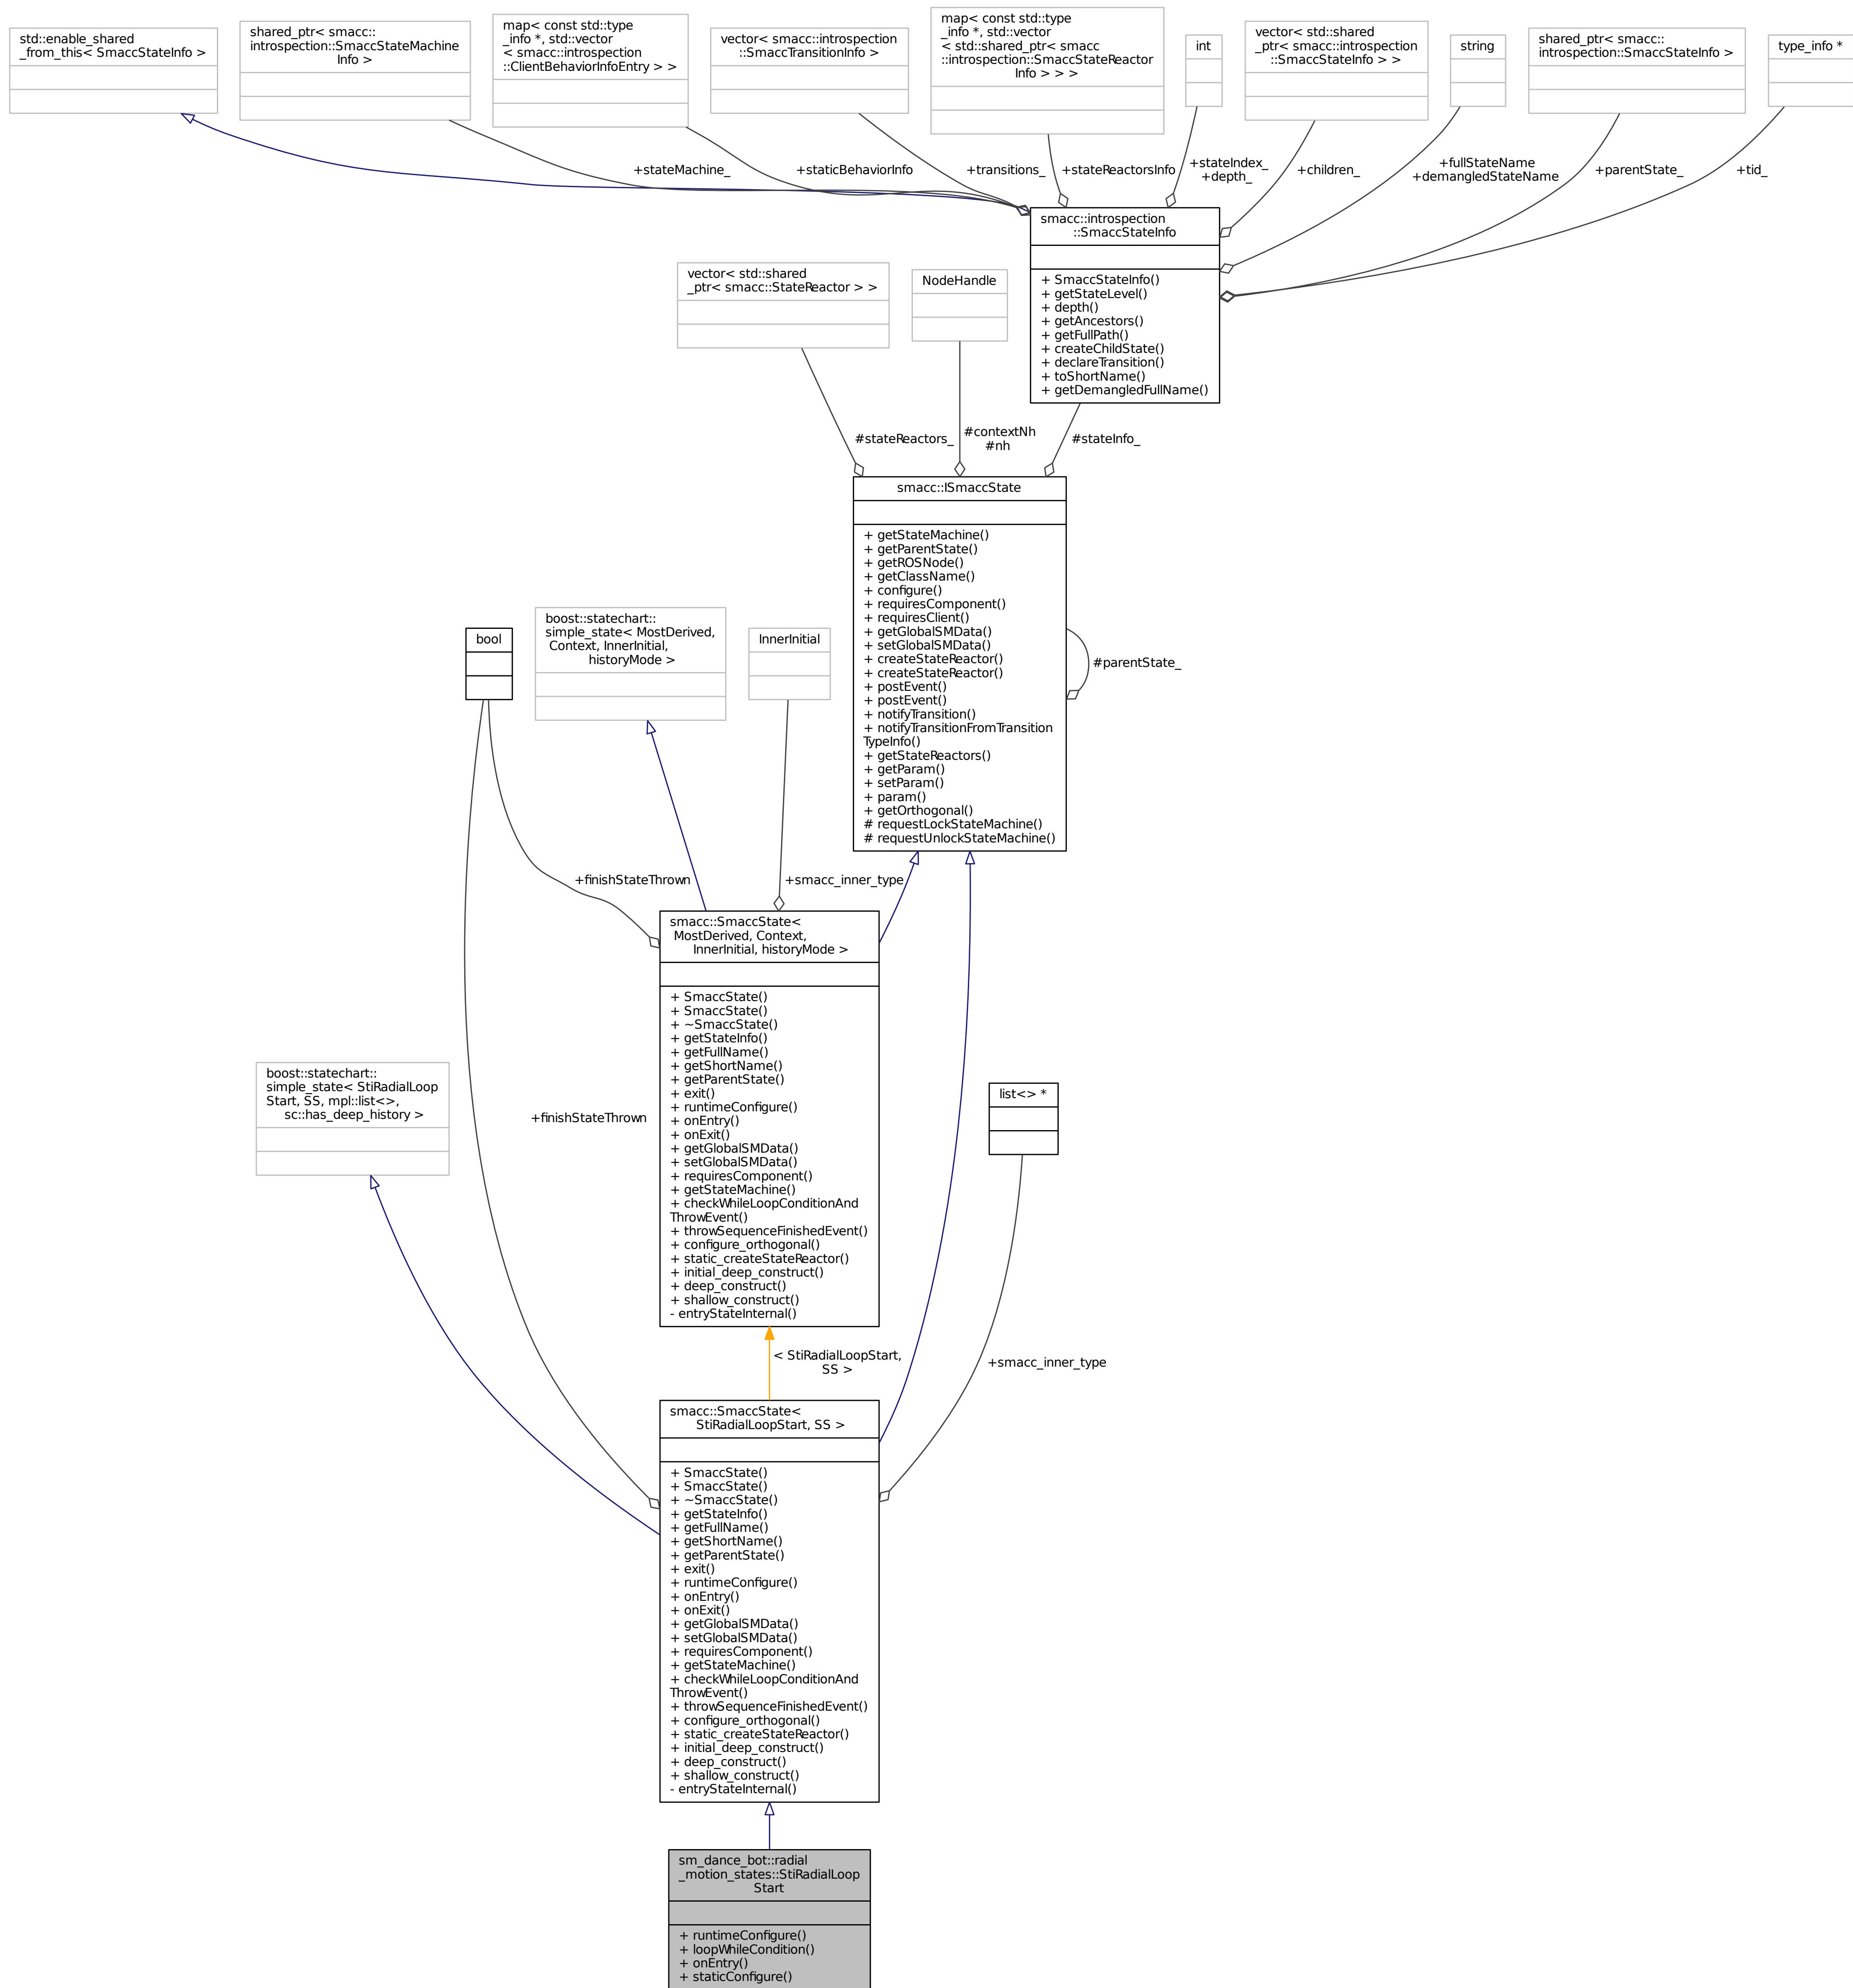 std::enable_shared
_from_this< SmaccStateInfo >
shared_ptr< smacc::
introspection::SmaccStateMachine
Info >
map< const std::type
_info *, std::vector
< smacc::introspection
::ClientBehaviorInfoEntry > >
vector< smacc::introspection
::SmaccTransitionInfo >
map< const std::type
_info *, std::vector
< std::shared_ptr< smacc
::introspection::SmaccStateReactor
Info > > >
int
vector< std::shared
_ptr< smacc::introspection
::SmaccStateInfo > >
string
shared_ptr< smacc::
introspection::SmaccStateInfo >
type_info *
+stateMachine_
+staticBehaviorInfo
+transitions_
+stateReactorsInfo
+stateIndex_
+depth_
+children_
+fullStateName
+demangledStateName
+parentState_
+tid_
smacc::introspection
::SmaccStateInfo
+ SmaccStateInfo()
+ getStateLevel()
+ depth()
+ getAncestors()
+ getFullPath()
+ createChildState()
+ declareTransition()
+ toShortName()
+ getDemangledFullName()
vector< std::shared
_ptr< smacc::StateReactor > >
NodeHandle
#stateReactors_
#contextNh
#nh
#stateInfo_
smacc::ISmaccState
+ getStateMachine()
+ getParentState()
+ getROSNode()
+ getClassName()
+ configure()
+ requiresComponent()
+ requiresClient()
+ getGlobalSMData()
+ setGlobalSMData()
+ createStateReactor()
+ createStateReactor()
+ postEvent()
+ postEvent()
+ notifyTransition()
+ notifyTransitionFromTransition
TypeInfo()
+ getStateReactors()
+ getParam()
+ setParam()
+ param()
+ getOrthogonal()
# requestLockStateMachine()
# requestUnlockStateMachine()
#parentState_
bool
boost::statechart::
simple_state< MostDerived,
Context, InnerInitial,
historyMode >
InnerInitial
+finishStateThrown
+smacc_inner_type
smacc::SmaccState<
MostDerived, Context,
InnerInitial, historyMode >
+ SmaccState()
+ SmaccState()
+ ~SmaccState()
+ getStateInfo()
+ getFullName()
+ getShortName()
+ getParentState()
+ exit()
+ runtimeConfigure()
+ onEntry()
+ onExit()
+ getGlobalSMData()
+ setGlobalSMData()
+ requiresComponent()
+ getStateMachine()
+ checkWhileLoopConditionAnd
ThrowEvent()
+ throwSequenceFinishedEvent()
+ configure_orthogonal()
+ static_createStateReactor()
+ initial_deep_construct()
+ deep_construct()
+ shallow_construct()
- entryStateInternal()
boost::statechart::
simple_state< StiRadialLoop
Start, SS, mpl::list<>,
sc::has_deep_history >
+finishStateThrown
list<> *
< StiRadialLoopStart,
SS >
+smacc_inner_type
smacc::SmaccState<
StiRadialLoopStart, SS >
+ SmaccState()
+ SmaccState()
+ ~SmaccState()
+ getStateInfo()
+ getFullName()
+ getShortName()
+ getParentState()
+ exit()
+ runtimeConfigure()
+ onEntry()
+ onExit()
+ getGlobalSMData()
+ setGlobalSMData()
+ requiresComponent()
+ getStateMachine()
+ checkWhileLoopConditionAnd
ThrowEvent()
+ throwSequenceFinishedEvent()
+ configure_orthogonal()
+ static_createStateReactor()
+ initial_deep_construct()
+ deep_construct()
+ shallow_construct()
- entryStateInternal()
sm_dance_bot::radial
_motion_states::StiRadialLoop
Start
+ runtimeConfigure()
+ loopWhileCondition()
+ onEntry()
+ staticConfigure()